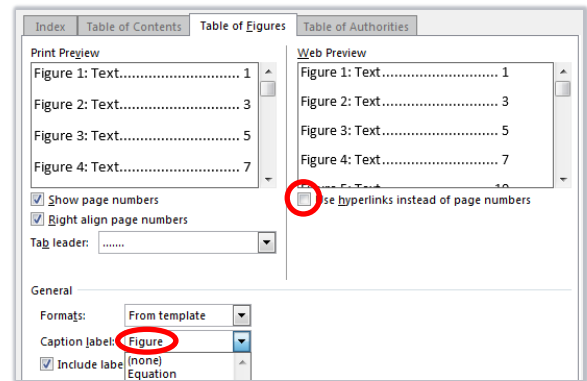 Index Table of Contents Table of Figures Table of Authorities
Print Preview
Figure 1: Text.............................. 1
Figure 2: Text.............................. 3
Figure 3: Text.............................. 5
Figure 4: Text.............................. 7
Web Preview
Figure 1: Text............................. 1
Figure 2: Text............................. 3
Figure 3: Text............................. 5
Figure 4: Text............................. 7
Show page numbers
Right align page numbers
Tab leader: .......
Use hyperlinks instead of page numbers
General
Formats: From template
Caption label: Figure
(none)
Include labe
Equation